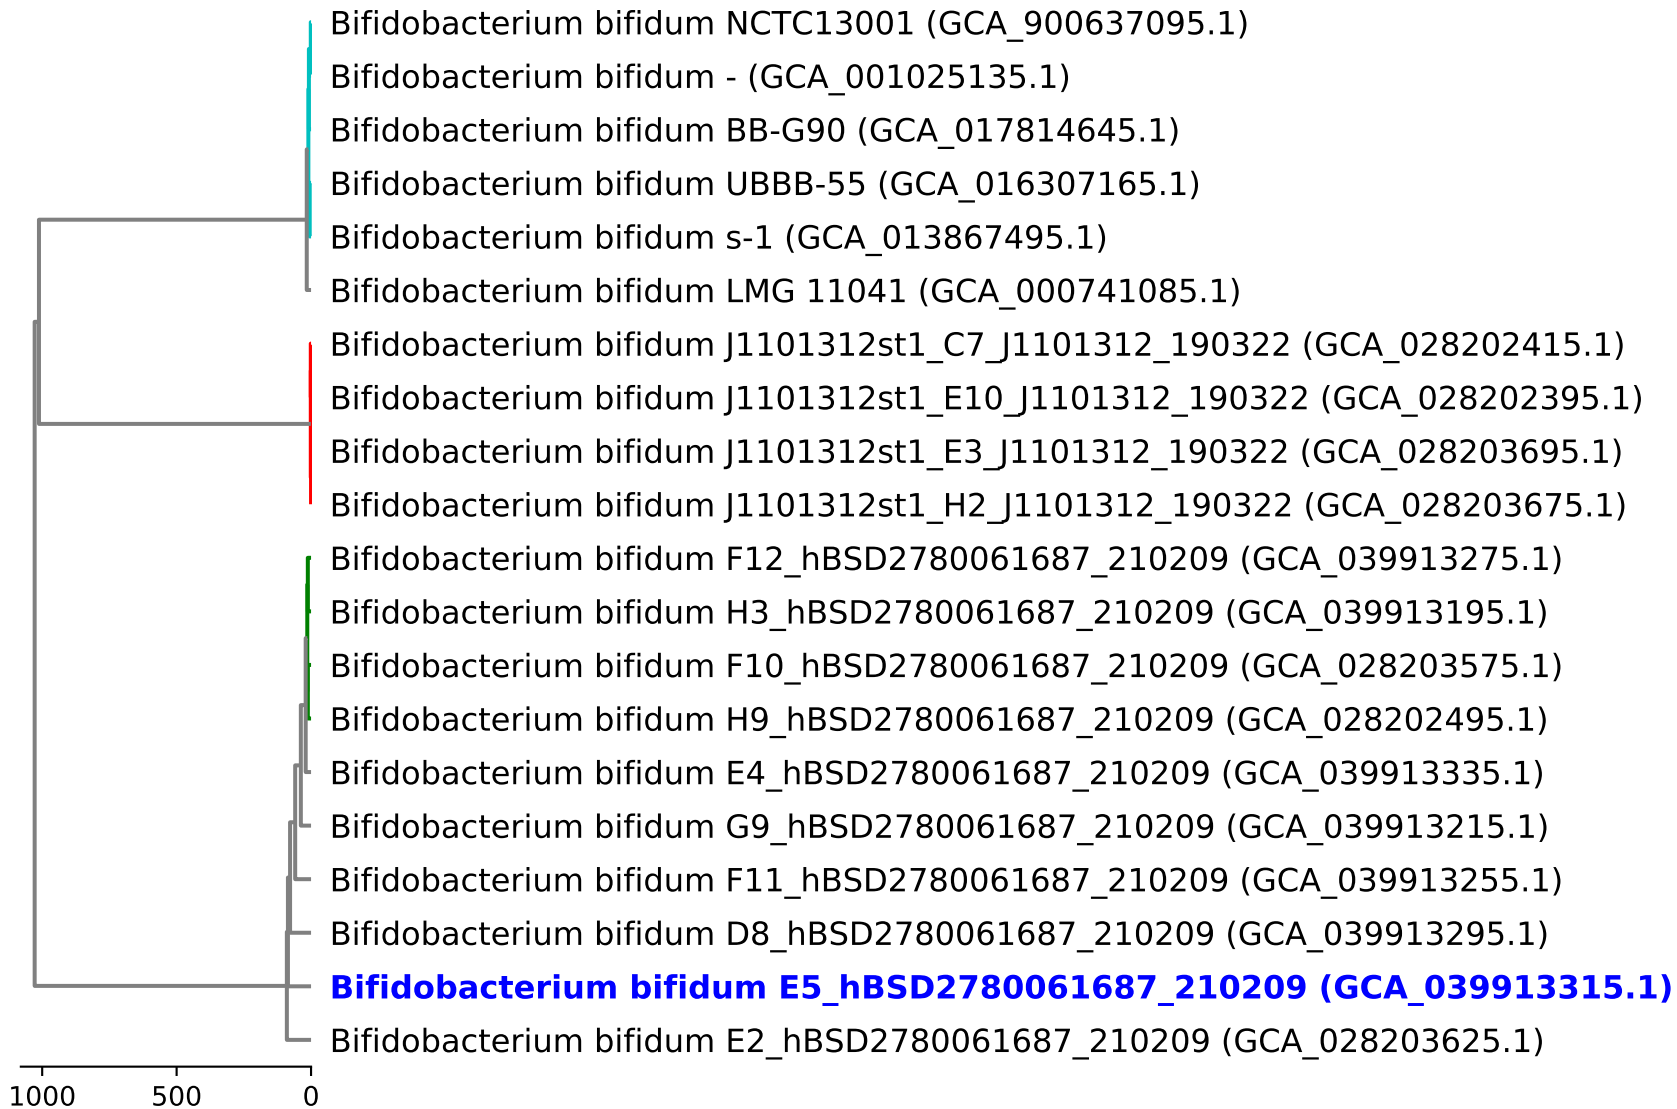 Bifidobacterium bifidum NCTC13001 (GCA_900637095.1)
Bifidobacterium bifidum - (GCA_001025135.1)
Bifidobacterium bifidum BB-G90 (GCA_017814645.1)
Bifidobacterium bifidum UBBB-55 (GCA_016307165.1)
Bifidobacterium bifidum s-1 (GCA_013867495.1)
Bifidobacterium bifidum LMG 11041 (GCA_000741085.1)
Bifidobacterium bifidum J1101312st1_C7_J1101312_190322 (GCA_028202415.1)
Bifidobacterium bifidum J1101312st1_E10_J1101312_190322 (GCA_028202395.1)
Bifidobacterium bifidum J1101312st1_E3_J1101312_190322 (GCA_028203695.1)
Bifidobacterium bifidum J1101312st1_H2_J1101312_190322 (GCA_028203675.1)
Bifidobacterium bifidum F12_hBSD2780061687_210209 (GCA_039913275.1)
Bifidobacterium bifidum H3_hBSD2780061687_210209 (GCA_039913195.1)
Bifidobacterium bifidum F10_hBSD2780061687_210209 (GCA_028203575.1)
Bifidobacterium bifidum H9_hBSD2780061687_210209 (GCA_028202495.1)
Bifidobacterium bifidum E4_hBSD2780061687_210209 (GCA_039913335.1)
Bifidobacterium bifidum G9_hBSD2780061687_210209 (GCA_039913215.1)
Bifidobacterium bifidum F11_hBSD2780061687_210209 (GCA_039913255.1)
Bifidobacterium bifidum D8_hBSD2780061687_210209 (GCA_039913295.1)
Bifidobacterium bifidum E5_hBSD2780061687_210209 (GCA_039913315.1)
Bifidobacterium bifidum E2_hBSD2780061687_210209 (GCA_028203625.1)
1000 500 0